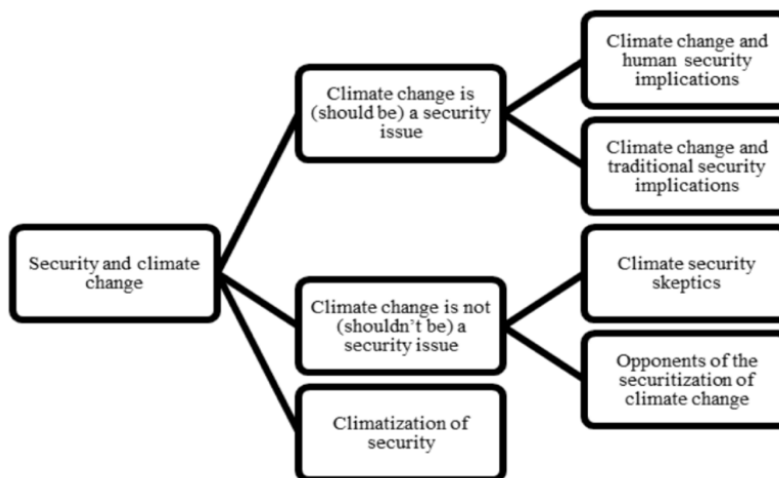 Security and climate
change
Climate change is
(should be) a security
issue
Climate change and
human security
implications
Climate change and
traditional security
implications
Climate change is not
(shouldn't be) a
security issue
Climate security
skeptics
Opponents of the
securitization of
climate change
Climatization of
security